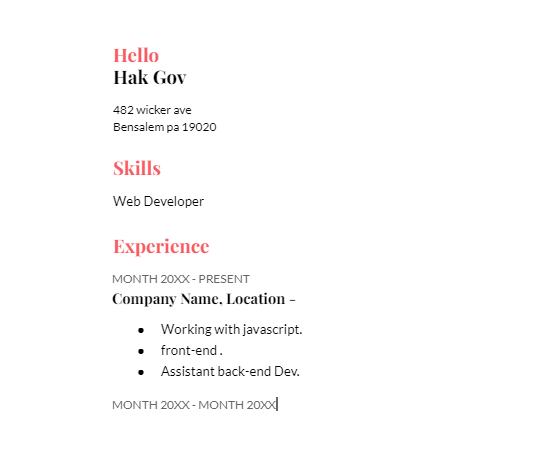 Hello
Hak Gov
482 wicker ave
Bensalem pa 19020
Skills
Web Developer
Experience
MONTH 20XX - PRESENT
Company Name, Location -
● Working with javascript.
● front-end .
● Assistant back-end Dev.
MONTH 20XX - MONTH 20XX